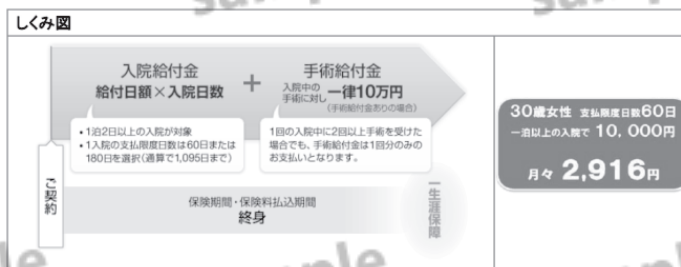 sample
sample
しくみ図
入院給付金
給付日額×入院日数
+
手術給付金
入院中の手術に対し 一律10万円
(手術給付金ありの場合)
・1泊2日以上の入院が対象
・1入院の支払限度日数は60日または
180日を選択(通算で1,095日まで)
1回の入院中に2回以上手術を受けた
場合でも、手術給付金は1回分のみの
お支払いとなります。
ご契約
保険期間・保険料払込期間
終身
一生涯保障
30歳女性 支払限度日数60日
一泊以上の入院で 10,000円
月々 2,916円
ple
sample